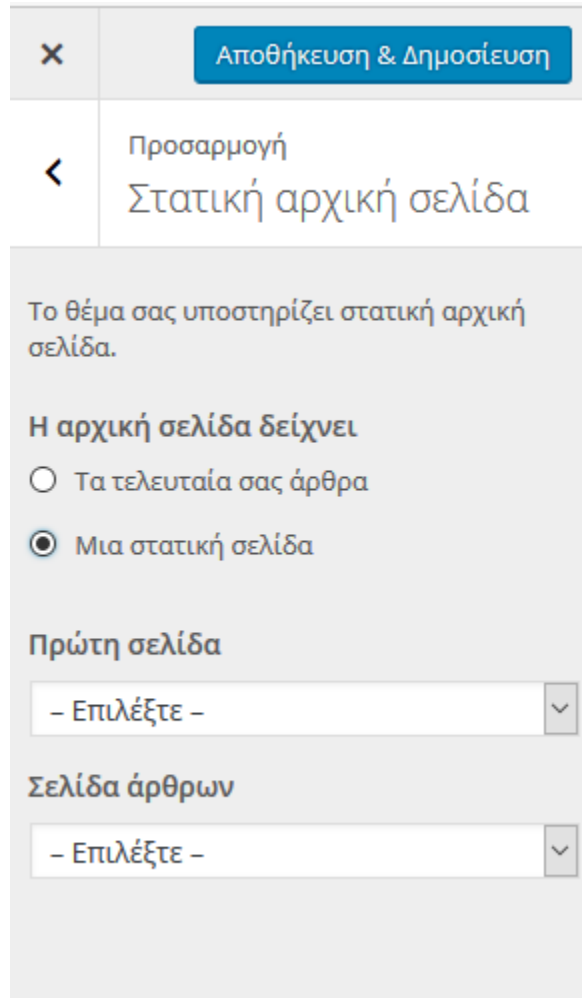 Αποθήκευση & Δημοσίευση
Προσαρμογή
Στατική αρχική σελίδα
Το θέμα σας υποστηρίζει στατική αρχική
σελίδα.
Η αρχική σελίδα δείχνει
Τα τελευταία σας άρθρα
Μια στατική σελίδα
Πρώτη σελίδα
– Επιλέξτε –
Σελίδα άρθρων
– Επιλέξτε –